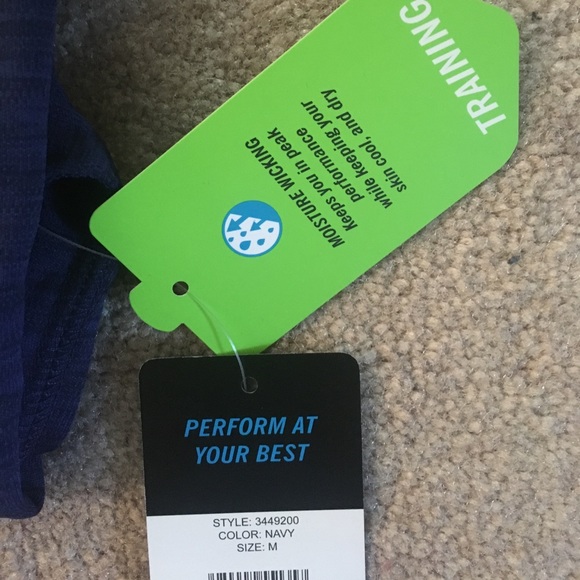 TRAINING
MOISTURE WICKING
Keeps you in peak
performance
while keeping your
skin cool, and dry
PERFORM AT
YOUR BEST
STYLE: 3449200
COLOR: NAVY
SIZE: M